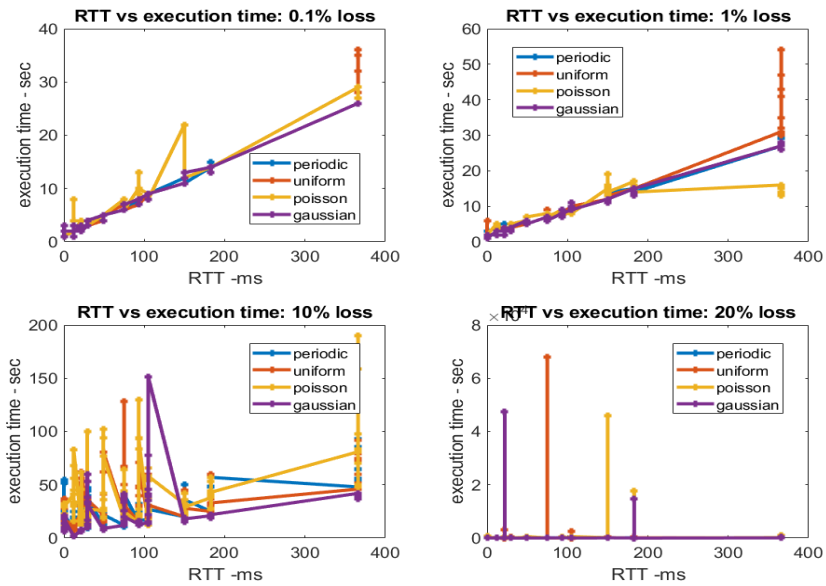 RTT vs execution time: 0.1% loss
execution time - sec
40
30
20
10
0
0 100 200 300 400
RTT -ms
periodic
uniform
poisson
gaussian
RTT vs execution time: 1% loss
execution time - sec
60
50
40
30
20
10
0
0 100 200 300 400
RTT -ms
periodic
uniform
poisson
gaussian
RTT vs execution time: 10% loss
execution time - sec
200
150
100
50
0
0 100 200 300 400
RTT -ms
periodic
uniform
poisson
gaussian
RTT vs execution time: 20% loss
execution time - sec
8
6
4
2
0
0 100 200 300 400
RTT -ms
periodic
uniform
poisson
gaussian